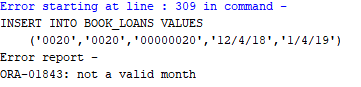 Error starting at line : 309 in command -
INSERT INTO BOOK_LOANS VALUES
('0020','0020','00000020','12/4/18','1/4/19')
Error report -
ORA-01843: not a valid month